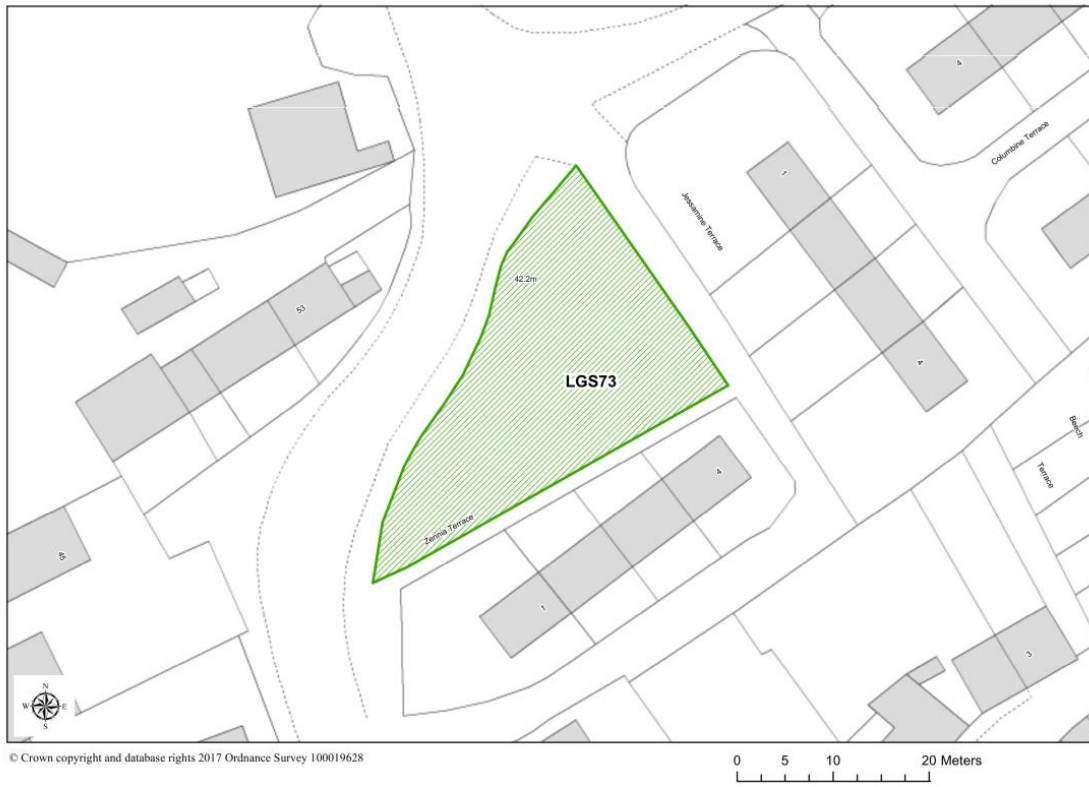 4
Columbine Terrace
1
Jessamine Terrace
42.2m
53
LGS73
4
Beech
Terrace
4
Zennia Terrace
45
1
3
N
W E
S
© Crown copyright and database rights 2017 Ordnance Survey 100019628
0 5 10 20 Meters